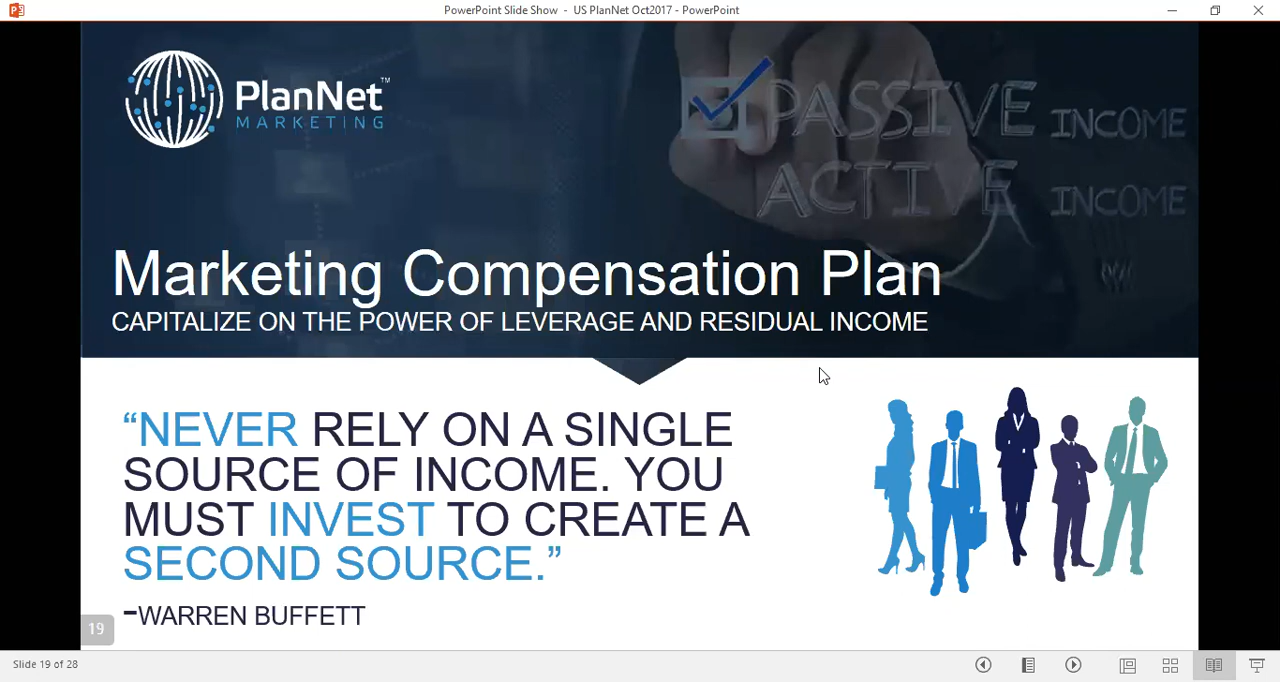 PowerPoint Slide Show - US PlanNet Oct2017 - PowerPoint
PlanNet™
MARKETING
PASSIVE INCOME
ACTIVE INCOME
Marketing Compensation Plan
CAPITALIZE ON THE POWER OF LEVERAGE AND RESIDUAL INCOME
“NEVER RELY ON A SINGLE
SOURCE OF INCOME. YOU
MUST INVEST TO CREATE A
SECOND SOURCE.”
-WARREN BUFFETT
19
Slide 19 of 28